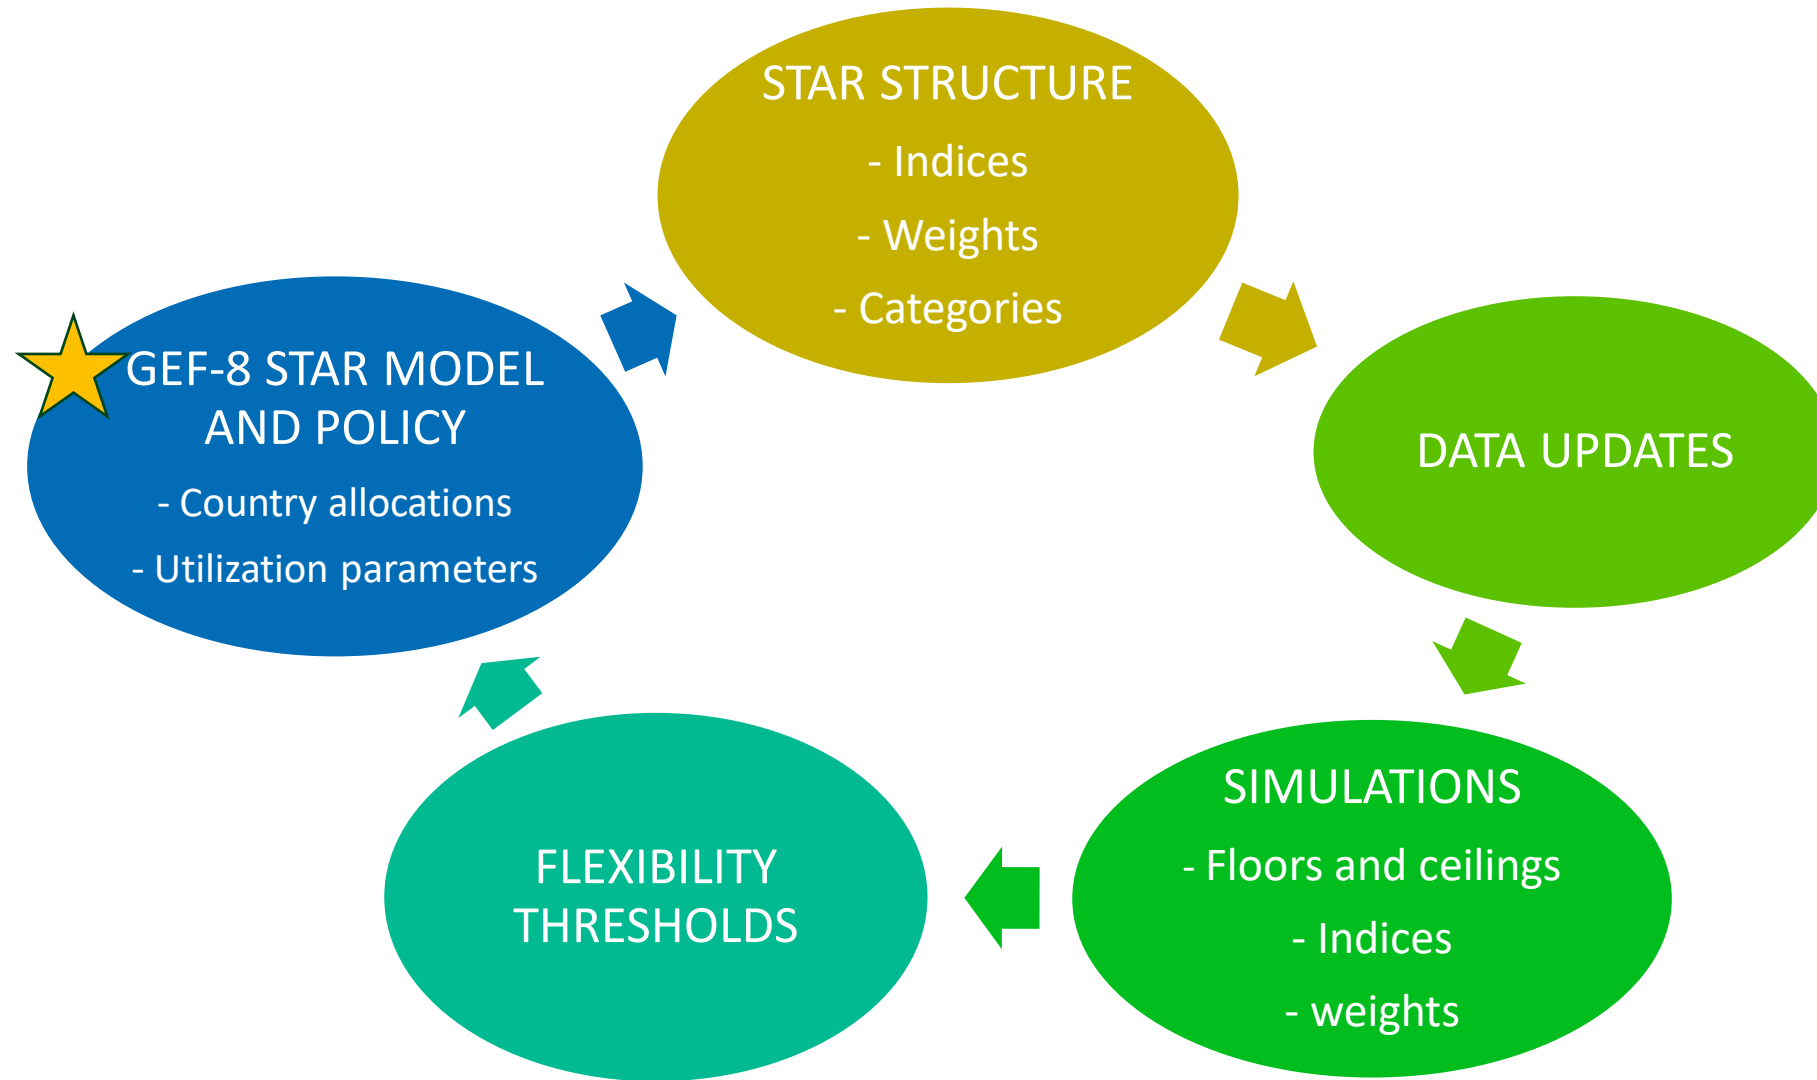 STAR STRUCTURE
- Indices
- Weights
- Categories
DATA UPDATES
SIMULATIONS
- Floors and ceilings
- Indices
- weights
FLEXIBILITY
THRESHOLDS
GEF-8 STAR MODEL
AND POLICY
- Country allocations
- Utilization parameters